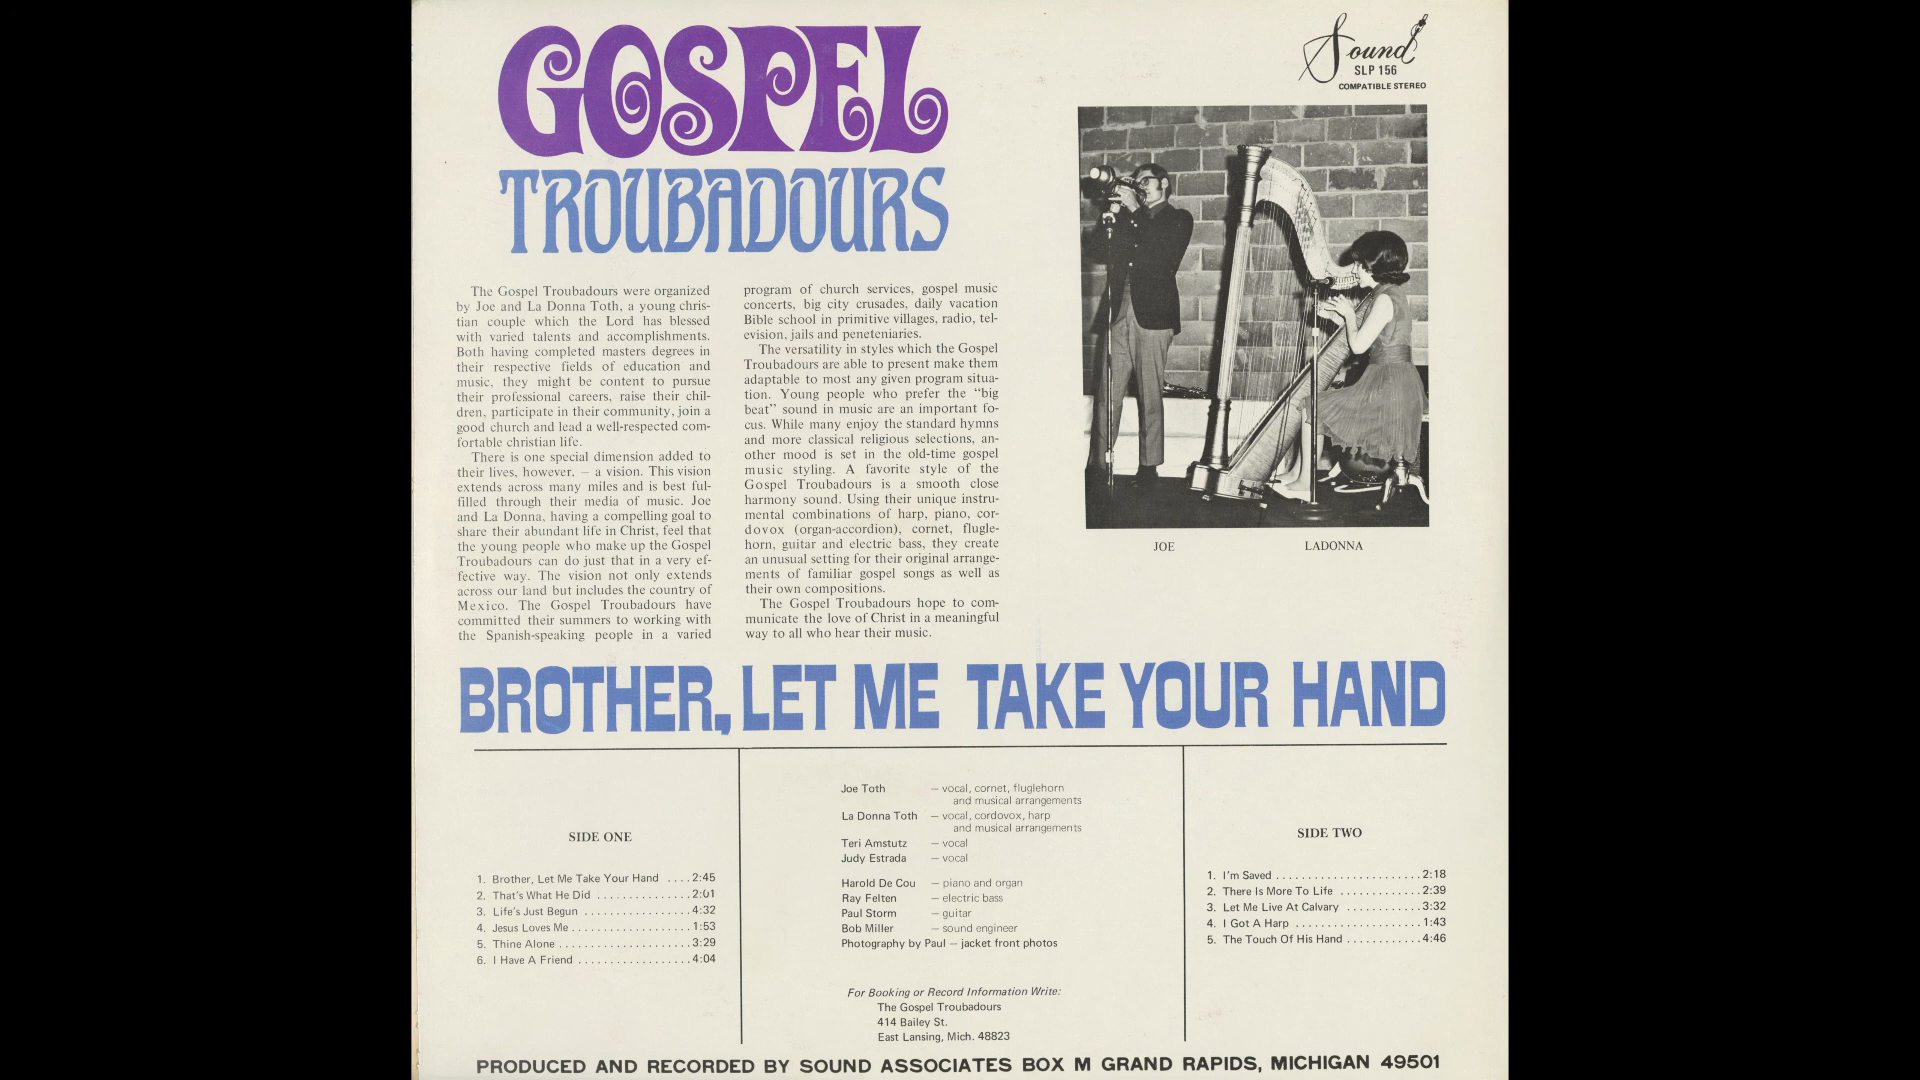 GOSPEL
TROUBADOURS
Sound
SLP 156
COMPATIBLE STEREO
The Gospel Troubadours were organized
by Joe and La Donna Toth, a young chris-
tian couple which the Lord has blessed
with varied talents and accomplishments.
Both having completed masters degrees in
their respective fields of education and
music, they might be content to pursue
their professional careers, raise their chil-
dren, participate in their community, join a
good church and lead a well-respected com-
fortable christian life.
There is one special dimension added to
their lives, however, – a vision. This vision
extends across many miles and is best ful-
filled through their media of music. Joe
and La Donna, having a compelling goal to
share their abundant life in Christ, feel that
the young people who make up the Gospel
Troubadours can do just that in a very ef-
fective way. The vision not only extends
across our land but includes the country of
Mexico. The Gospel Troubadours have
committed their summers to working with
the Spanish-speaking people in a varied
program of church services, gospel music
concerts, big city crusades, daily vacation
Bible school in primitive villages, radio, tel-
evision, jails and peneteniaries.
The versatility in styles which the Gospel
Troubadours are able to present make them
adaptable to most any given program situa-
tion. Young people who prefer the “big
beat” sound in music are an important fo-
cus. While many enjoy the standard hymns
and more classical religious selections, an-
other mood is set in the old-time gospel
music styling. A favorite style of the
Gospel Troubadours is a smooth close
harmony sound. Using their unique instru-
mental combinations of harp, piano, cor-
dovox (organ-accordion), cornet, flugle-
horn, guitar and electric bass, they create
an unusual setting for their original arrange-
ments of familiar gospel songs as well as
their own compositions.
The Gospel Troubadours hope to com-
municate the love of Christ in a meaningful
way to all who hear their music.
JOE LADONNA
BROTHER, LET ME TAKE YOUR HAND
SIDE ONE
1. Brother, Let Me Take Your Hand ....2:45
2. That's What He Did ...............2:01
3. Life's Just Begun .................4:32
4. Jesus Loves Me ...................1:53
5. Thine Alone .....................3:29
6. I Have A Friend ..................4:04
Joe Toth – vocal, cornet, fluglehorn
and musical arrangements
La Donna Toth – vocal, cordovox, harp
and musical arrangements
Teri Amstutz – vocal
Judy Estrada – vocal
Harold De Cou – piano and organ
Ray Felten – electric bass
Paul Storm – guitar
Bob Miller – sound engineer
Photography by Paul – jacket front photos
For Booking or Record Information Write:
The Gospel Troubadours
414 Bailey St.
East Lansing, Mich. 48823
SIDE TWO
1. I'm Saved .......................2:18
2. There Is More To Life .............2:39
3. Let Me Live At Calvary ............3:32
4. I Got A Harp ....................1:43
5. The Touch Of His Hand ............4:46
PRODUCED AND RECORDED BY SOUND ASSOCIATES BOX M GRAND RAPIDS, MICHIGAN 49501